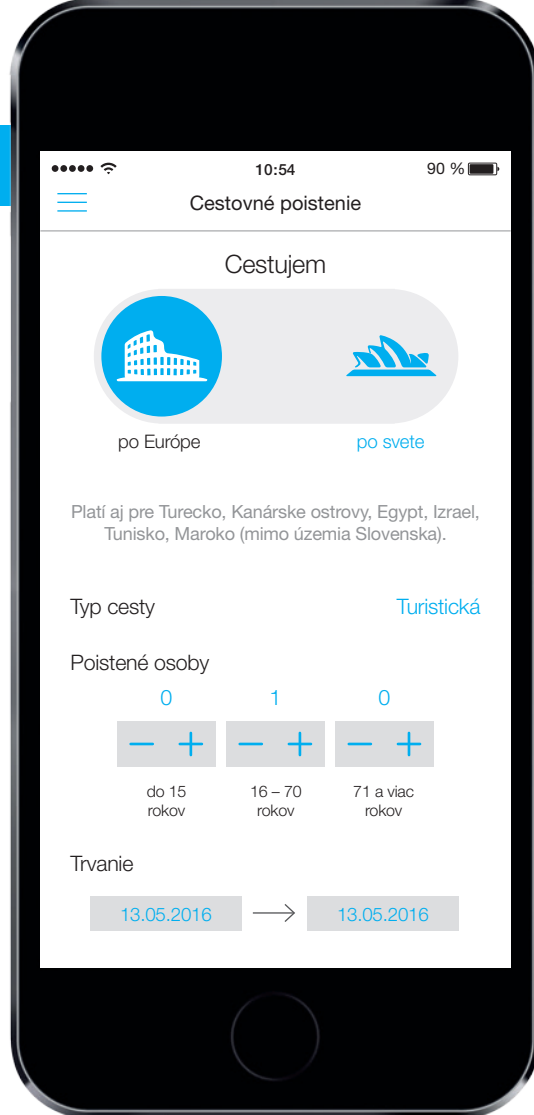 10:54
90 %
Cestovné poistenie
Cestujem
po Európe
po svete
Platí aj pre Turecko, Kanárske ostrovy, Egypt, Izrael,
Tunisko, Maroko (mimo územia Slovenska).
Typ cesty
Turistická
Poistené osoby
0 1 0
− + − + − +
do 15 16 – 70 71 a viac
rokov rokov rokov
Trvanie
13.05.2016 → 13.05.2016